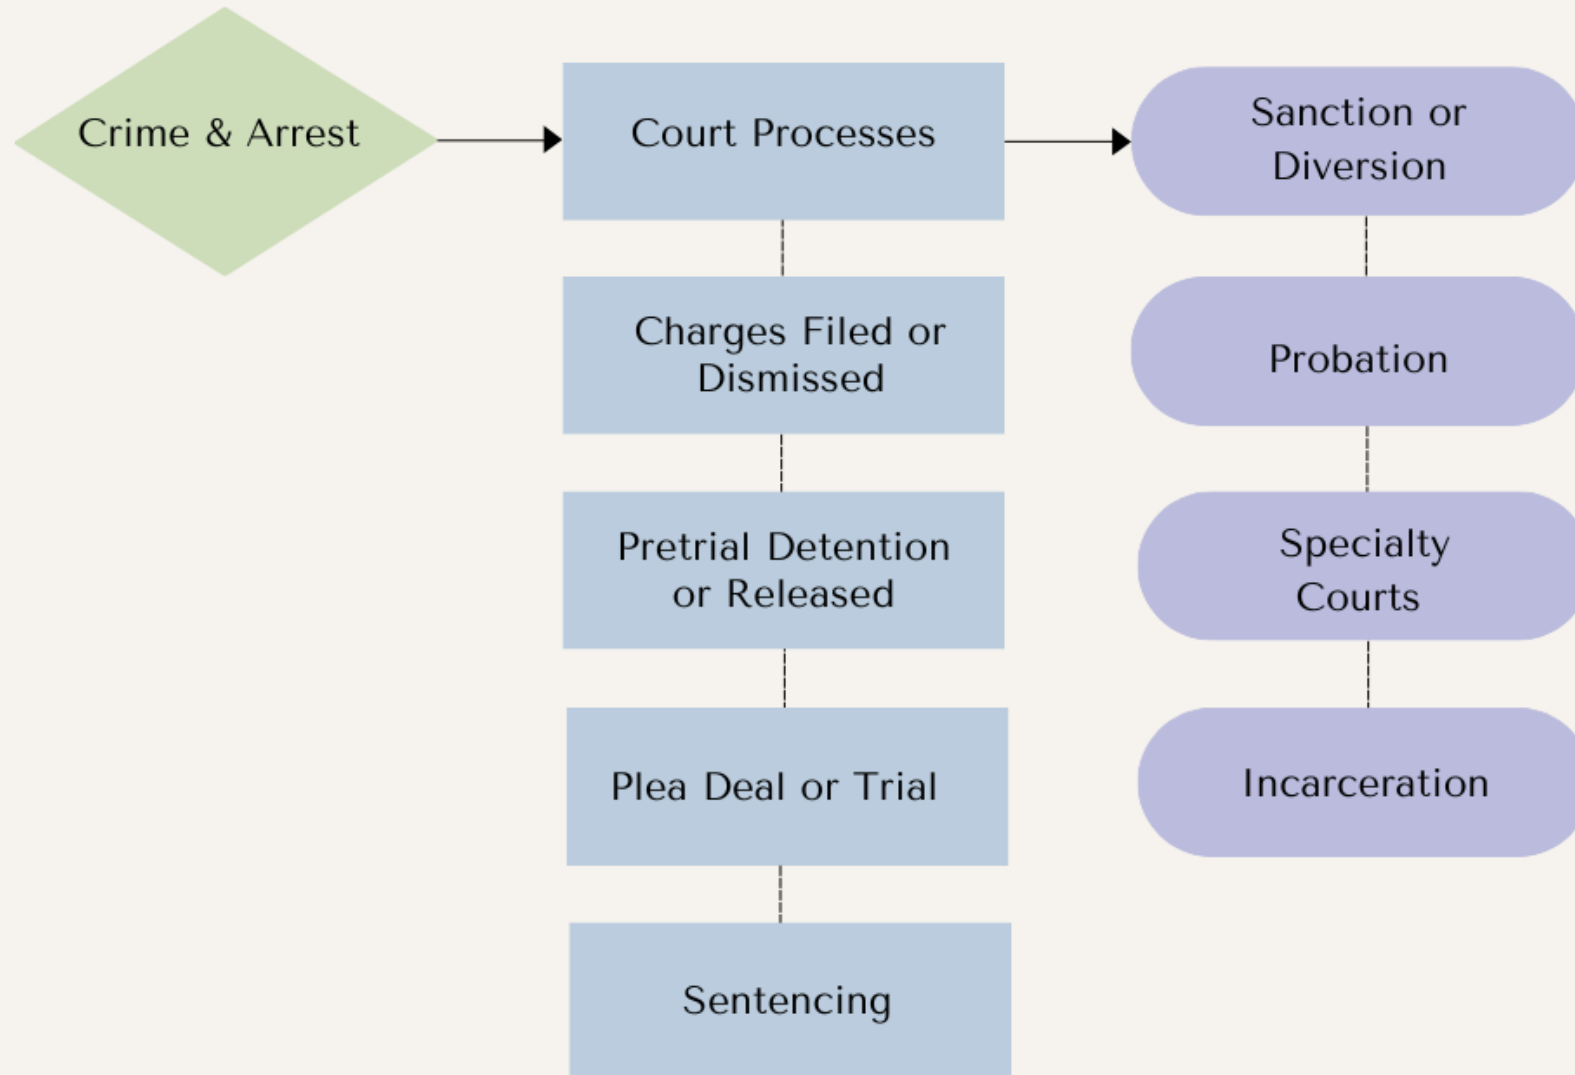 Crime & Arrest
Court Processes
Sanction or
Diversion
Charges Filed or
Dismissed
Probation
Pretrial Detention
or Released
Specialty
Courts
Plea Deal or Trial
Incarceration
Sentencing